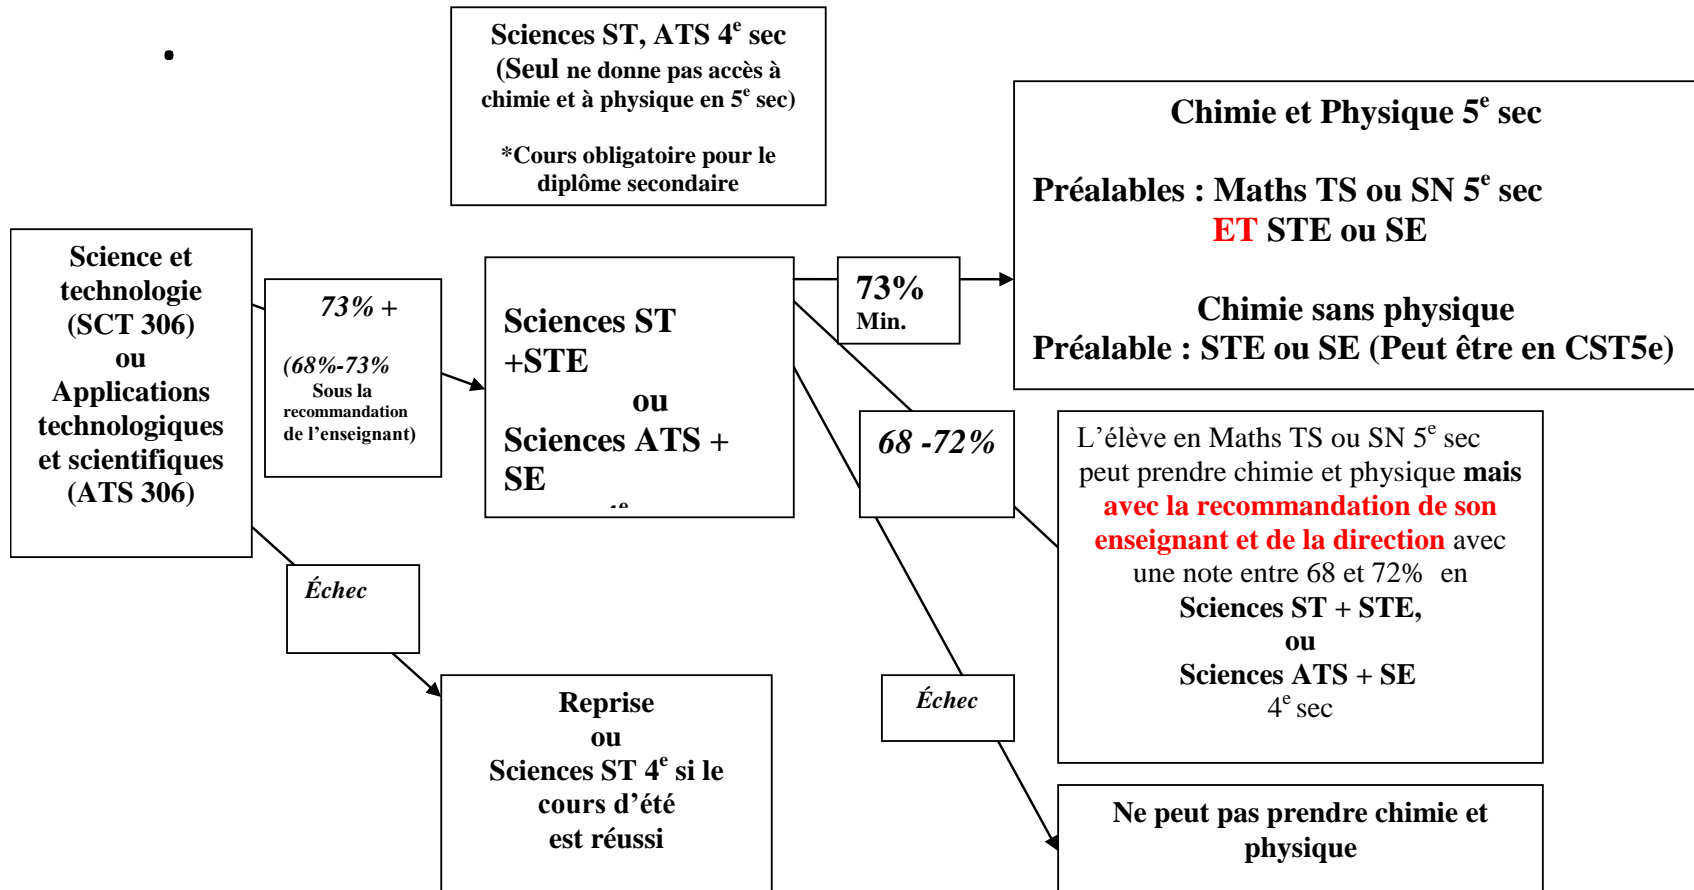 Sciences ST, ATS 4e sec
(Seul ne donne pas accès à
chimie et à physique en 5e sec)
*Cours obligatoire pour le
diplôme secondaire
Chimie et Physique 5e sec
Préalables : Maths TS ou SN 5e sec
ET STE ou SE
Chimie sans physique
Préalable : STE ou SE (Peut être en CST5e)
Science et
technologie
(SCT 306)
ou
Applications
technologiques
et scientifiques
(ATS 306)
73% +
(68%-73%
Sous la
recommandation
de l’enseignant)
Sciences ST
+STE
ou
Sciences ATS +
SE
73%
Min.
68 -72%
L’élève en Maths TS ou SN 5e sec
peut prendre chimie et physique mais
avec la recommandation de son
enseignant et de la direction avec
une note entre 68 et 72% en
Sciences ST + STE,
ou
Sciences ATS + SE
4e sec
Échec
Reprise
ou
Sciences ST 4e si le
cours d’été
est réussi
Échec
Ne peut pas prendre chimie et
physique